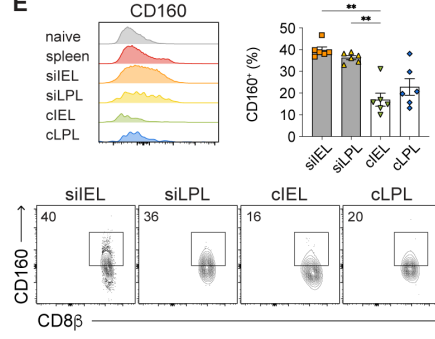 E
CD160
naive
spleen
siIEL
siLPL
cIEL
cLPL
CD160⁺ (%)
50
40
30
20
10
0
**
**
siIEL
siLPL
cIEL
cLPL
siIEL siLPL cIEL cLPL
40 36 16 20
CD160
CD8β